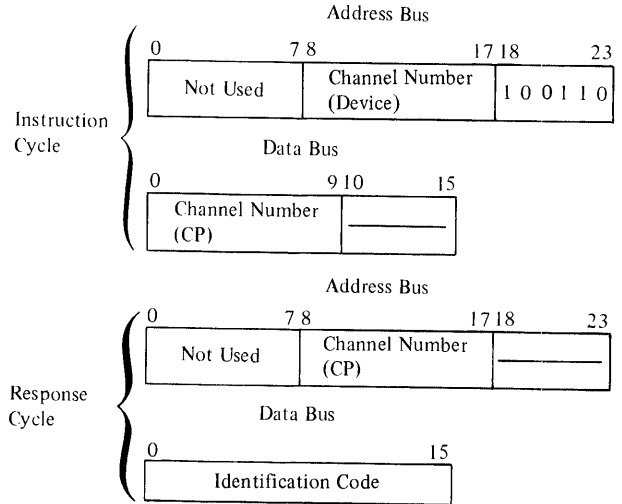 Address Bus
0 7 8 17 18 23
Not Used Channel Number (Device) 1 0 0 1 1 0
Instruction Cycle
Data Bus
0 9 10 15
Channel Number (CP)
Address Bus
0 7 8 17 18 23
Not Used Channel Number (CP)
Response Cycle
Data Bus
0 15
Identification Code